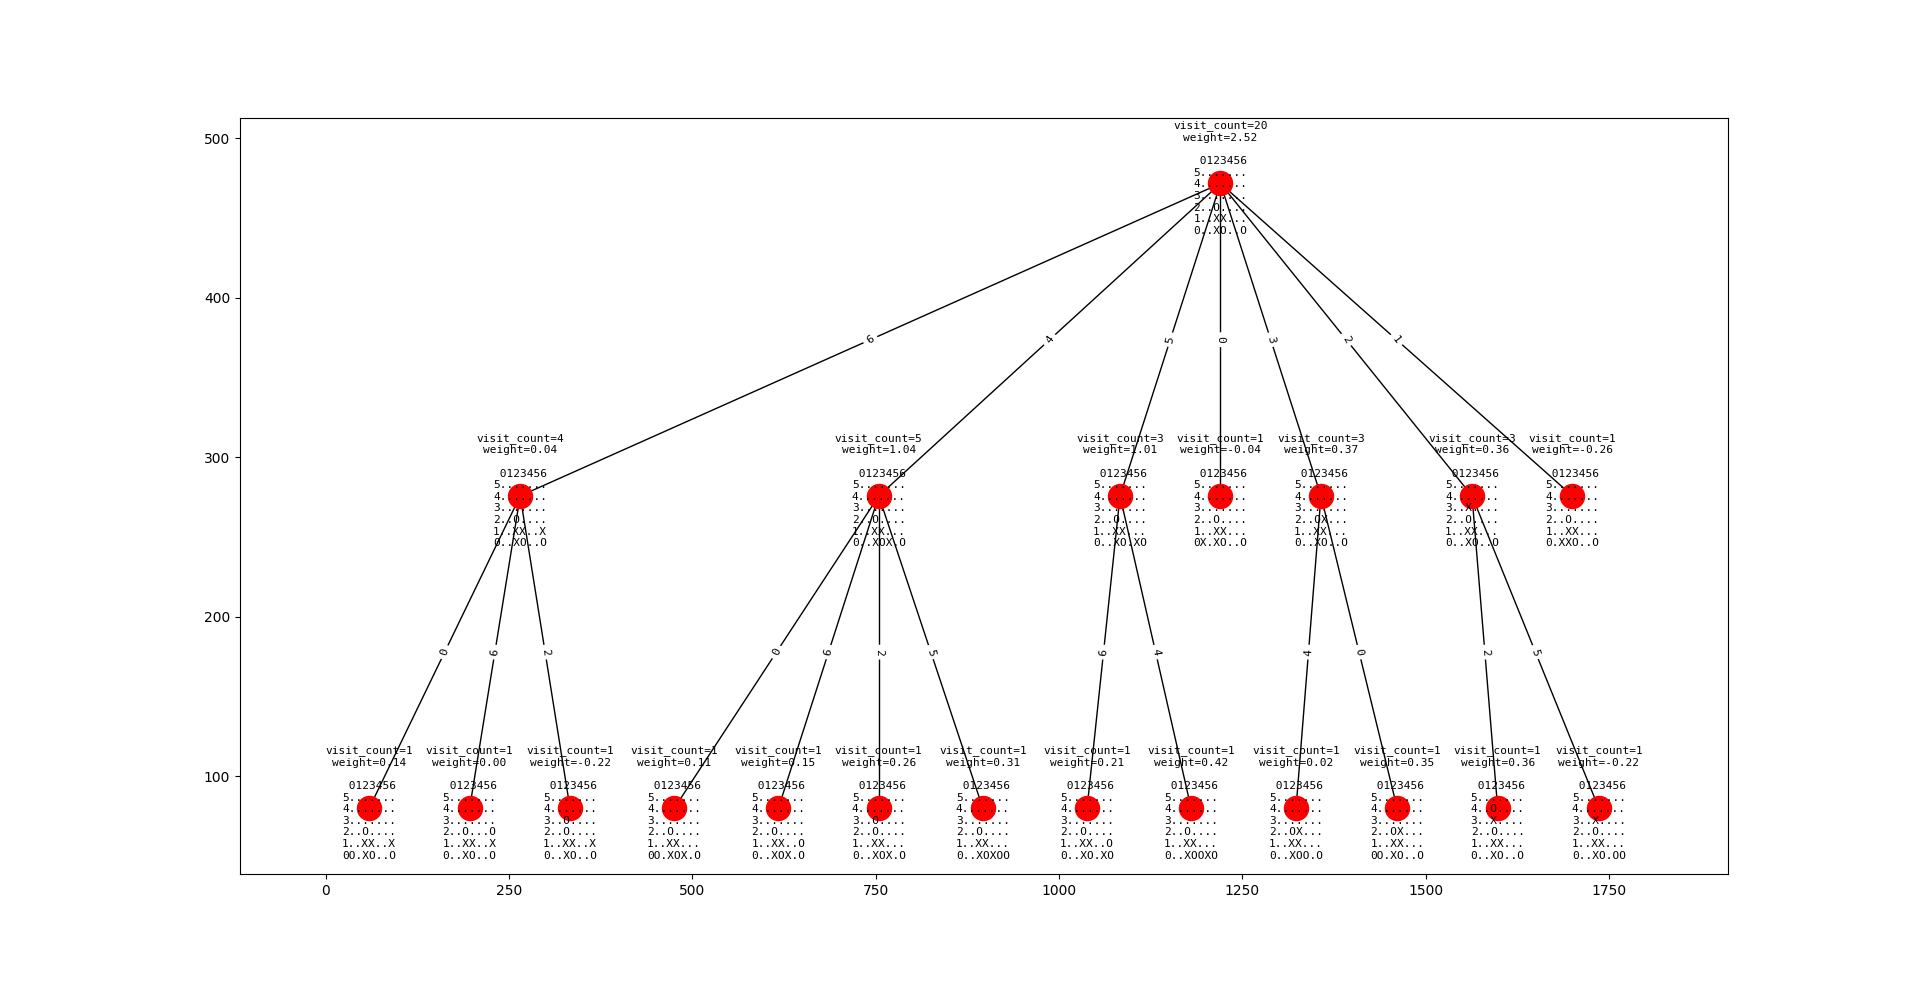 500
400
300
200
100
0
250
500
750
1000
1250
1500
1750
visit_count=20
weight=2.52
0123456
5.......
4.......
3.......
2..O....
1..XX...
0..XO..O
6
4
5
0
3
2
1
visit_count=4
weight=0.04
0123456
5.......
4.......
3.......
2..O....
1..XX..X
0..XO..O
visit_count=5
weight=1.04
0123456
5.......
4.......
3.......
2..O....
1..XX...
0..XOX.O
visit_count=3
weight=1.01
0123456
5.......
4.......
3.......
2..O....
1..XX...
0..XO.XO
visit_count=1
weight=-0.04
0123456
5.......
4.......
3.......
2..O....
1..XX...
0X.XO..O
visit_count=3
weight=0.37
0123456
5.......
4.......
3.......
2..OX...
1..XX...
0..XO..O
visit_count=3
weight=0.36
0123456
5.......
4.......
3..X....
2..O....
1..XX...
0..XO..O
visit_count=1
weight=-0.26
0123456
5.......
4.......
3.......
2..O....
1..XX...
0.XXO..O
0
6
2
0
6
2
5
6
4
4
0
2
5
visit_count=1
weight=0.14
0123456
5.......
4.......
3.......
2..O....
1..XX..X
0O.XO..O
visit_count=1
weight=0.00
0123456
5.......
4.......
3.......
2..O...O
1..XX..X
0..XO..O
visit_count=1
weight=-0.22
0123456
5.......
4.......
3..O....
2..O....
1..XX..X
0..XO..O
visit_count=1
weight=0.11
0123456
5.......
4.......
3.......
2..O....
1..XX...
0O.XOX.O
visit_count=1
weight=0.15
0123456
5.......
4.......
3.......
2..O....
1..XX..O
0..XOX.O
visit_count=1
weight=0.26
0123456
5.......
4.......
3..O....
2..O....
1..XX...
0..XOX.O
visit_count=1
weight=0.31
0123456
5.......
4.......
3.......
2..O....
1..XX...
0..XOXOO
visit_count=1
weight=0.21
0123456
5.......
4.......
3.......
2..O....
1..XX..O
0..XO.XO
visit_count=1
weight=0.42
0123456
5.......
4.......
3.......
2..O....
1..XX...
0..XOOXO
visit_count=1
weight=0.02
0123456
5.......
4.......
3.......
2..OX...
1..XX...
0..XOO.O
visit_count=1
weight=0.35
0123456
5.......
4.......
3.......
2..OX...
1..XX...
0O.XO..O
visit_count=1
weight=0.36
0123456
5.......
4..O....
3..X....
2..O....
1..XX...
0..XO..O
visit_count=1
weight=-0.22
0123456
5.......
4.......
3..X....
2..O....
1..XX...
0..XO.OO